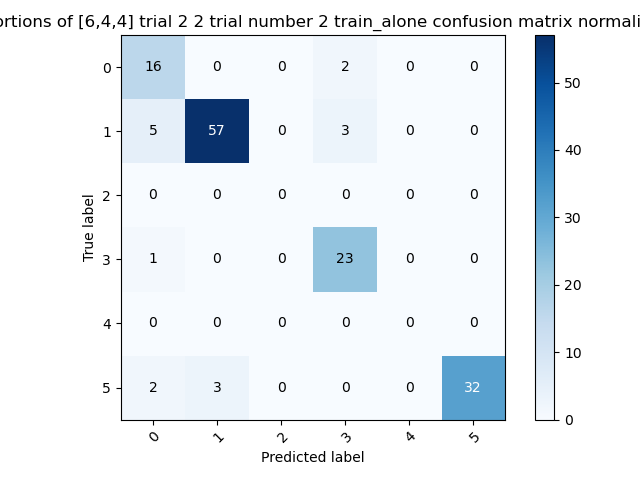 of [6,4,4] trial 2 2 trial number 2 train_alone confusion matrix
0 16 0 0 2 0 0
1 5 57 0 3 0 0
2 0 0 0 0 0 0
3 1 0 0 23 0 0
4 0 0 0 0 0 0
5 2 3 0 0 0 32
0 1 2 3 4 5
True label
Predicted label
50
40
30
20
10
0